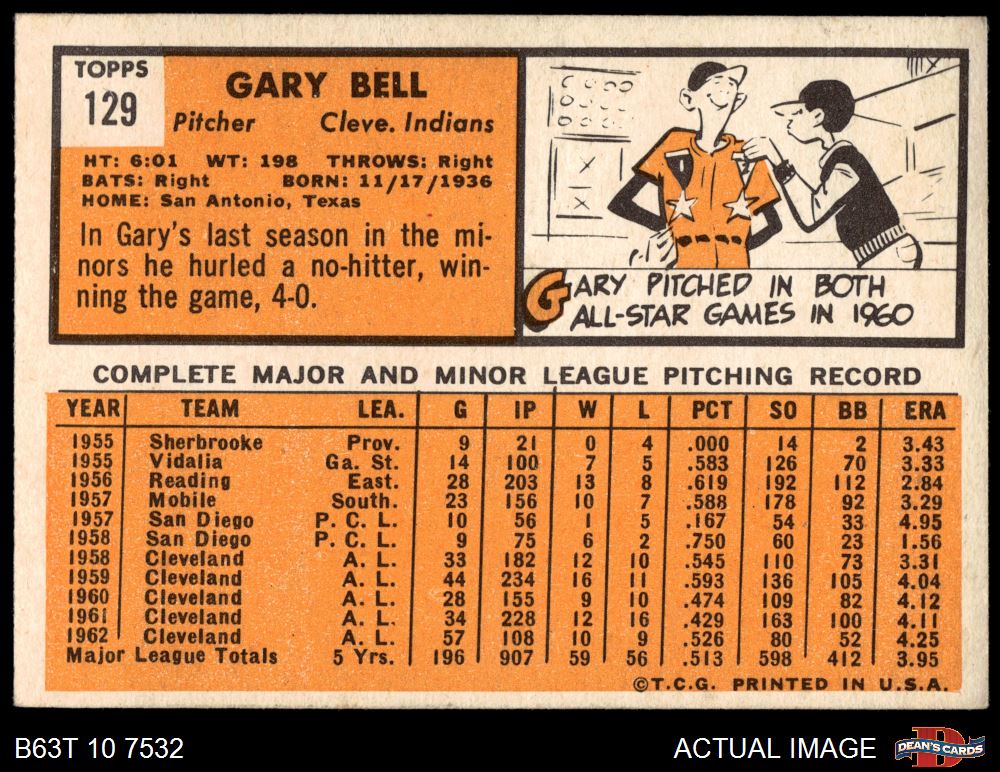 TOPPS
129
GARY BELL
Pitcher Cleve. Indians
HT: 6:01 WT: 198 THROWS: Right
BATS: Right BORN: 11/17/1936
HOME: San Antonio, Texas
In Gary's last season in the mi-
nors he hurled a no-hitter, win-
ning the game, 4-0.
GARY PITCHED IN BOTH
ALL-STAR GAMES IN 1960
COMPLETE MAJOR AND MINOR LEAGUE PITCHING RECORD
YEAR TEAM LEA. G IP W L PCT SO BB ERA
1955 Sherbrooke Prov. 9 21 0 4 .000 14 2 3.43
1955 Vidalia Ga. St. 14 100 7 5 .583 126 70 3.33
1956 Reading East. 28 203 13 8 .619 192 112 2.84
1957 Mobile South. 23 156 10 7 .588 178 92 3.29
1957 San Diego P. C. L. 10 56 1 5 .167 54 33 4.95
1958 San Diego P. C. L. 9 75 6 2 .750 60 23 1.56
1958 Cleveland A. L. 33 182 12 10 .545 110 73 3.31
1959 Cleveland A. L. 44 234 16 11 .593 136 105 4.04
1960 Cleveland A. L. 28 155 9 10 .474 109 82 4.12
1961 Cleveland A. L. 34 228 12 16 .429 163 100 4.11
1962 Cleveland A. L. 57 108 10 9 .526 80 52 4.25
Major League Totals 5 Yrs. 196 907 59 56 .513 598 412 3.95
©T.C.G. PRINTED IN U.S.A.
B63T 10 7532
ACTUAL IMAGE
DEAN'S CARDS